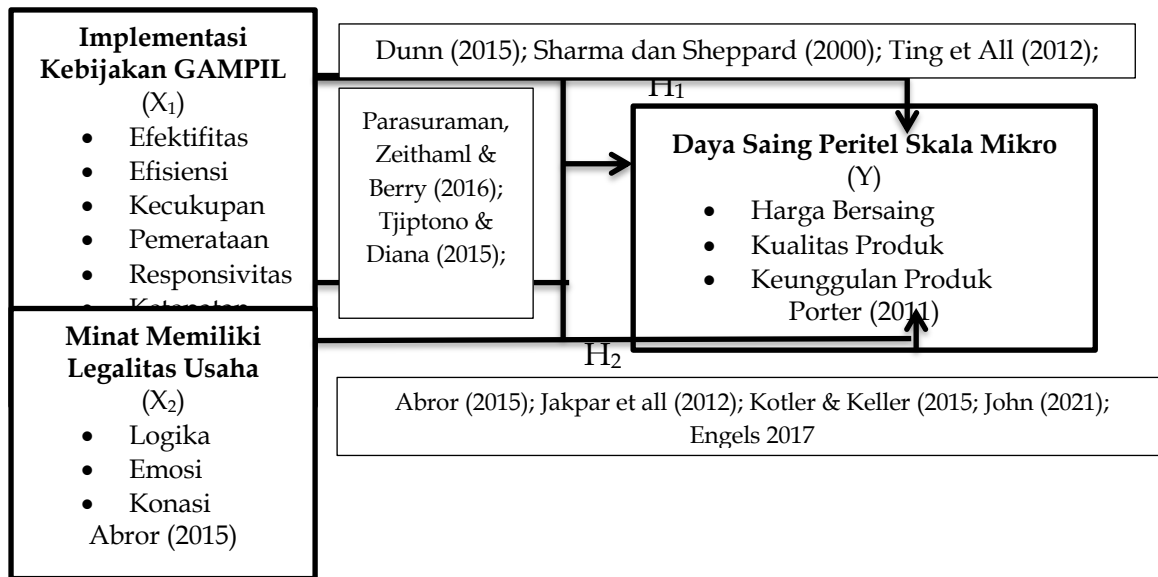 Implementasi
Kebijakan GAMPIL
(X₁)
• Efektifitas
• Efisiensi
• Kecukupan
• Pemerataan
• Responsivitas
Minat Memiliki
Legalitas Usaha
(X₂)
• Logika
• Emosi
• Konasi
Abror (2015)
Dunn (2015); Sharma dan Sheppard (2000); Ting et All (2012);
H₁
Parasuraman,
Zeithaml &
Berry (2016);
Tjiptono &
Diana (2015);
Daya Saing Peritel Skala Mikro
(Y)
• Harga Bersaing
• Kualitas Produk
• Keunggulan Produk
Porter (2011)
H₂
Abror (2015); Jakpar et all (2012); Kotler & Keller (2015; John (2021);
Engels 2017